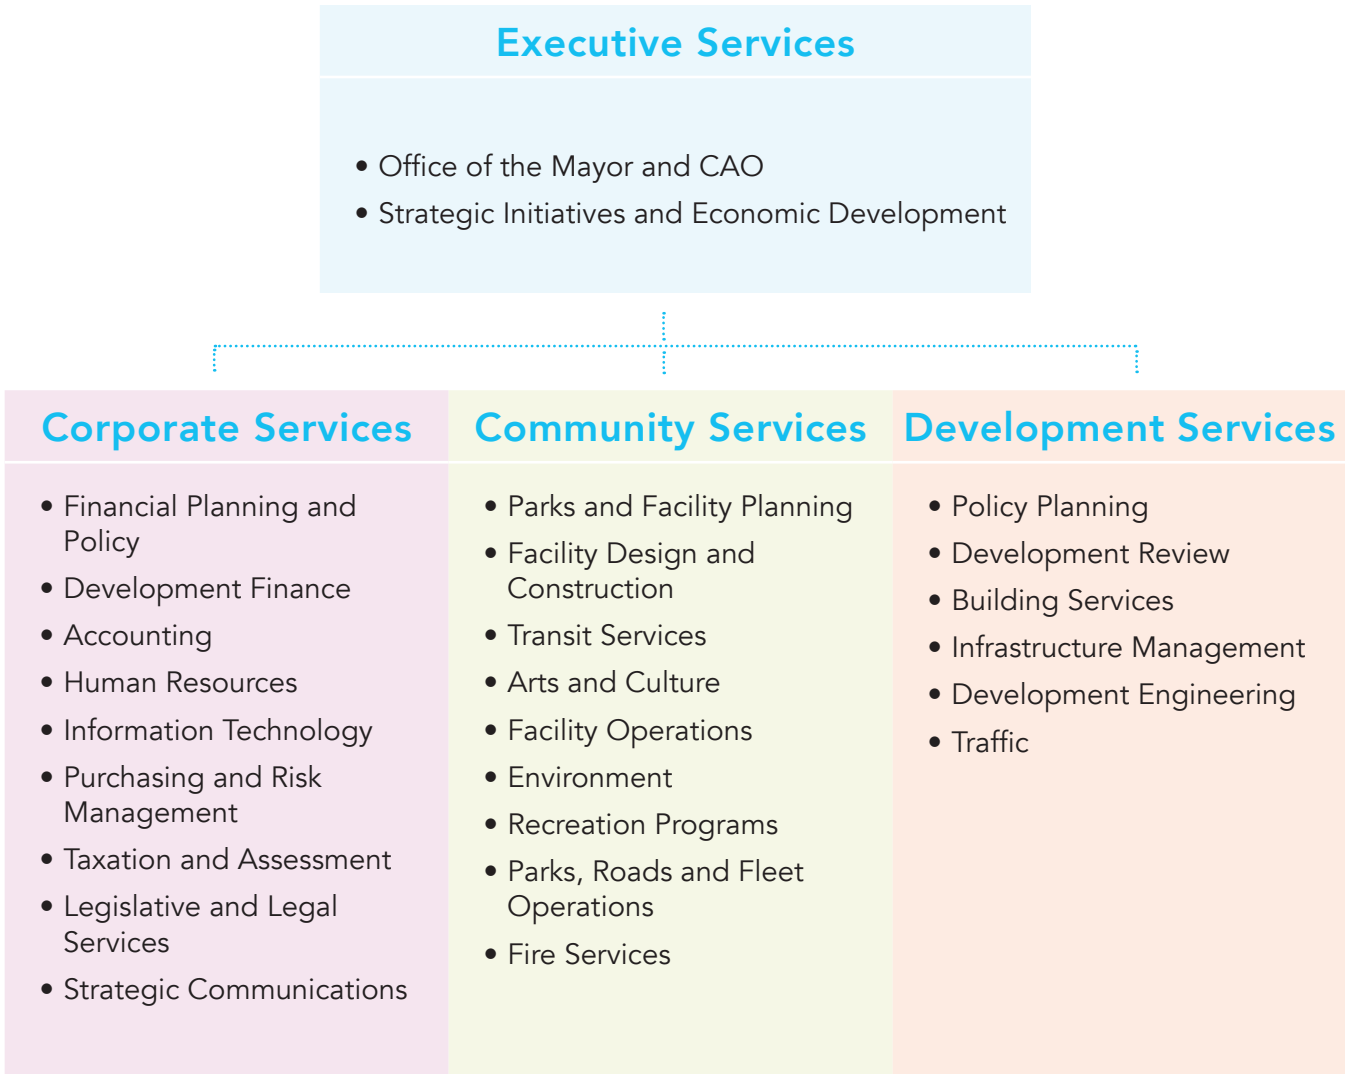 Executive Services
• Office of the Mayor and CAO
• Strategic Initiatives and Economic Development
Corporate Services
• Financial Planning and
Policy
• Development Finance
• Accounting
• Human Resources
• Information Technology
• Purchasing and Risk
Management
• Taxation and Assessment
• Legislative and Legal
Services
• Strategic Communications
Community Services
• Parks and Facility Planning
• Facility Design and
Construction
• Transit Services
• Arts and Culture
• Facility Operations
• Environment
• Recreation Programs
• Parks, Roads and Fleet
Operations
• Fire Services
Development Services
• Policy Planning
• Development Review
• Building Services
• Infrastructure Management
• Development Engineering
• Traffic